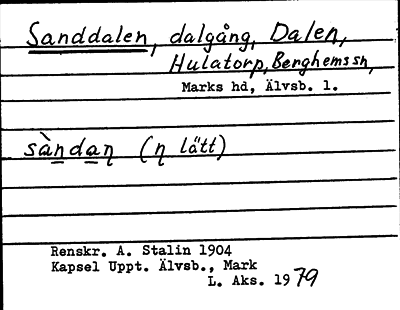 Sanddalen, dalgång, Dalen,
Hulatorp, Berghems sn,
Marks hd, Älvsb. l.
sàndaŋ (ŋ lätt)
Renskr. A. Stalin 1904
Kapsel Uppt. Älvsb., Mark
L. Aks. 1979